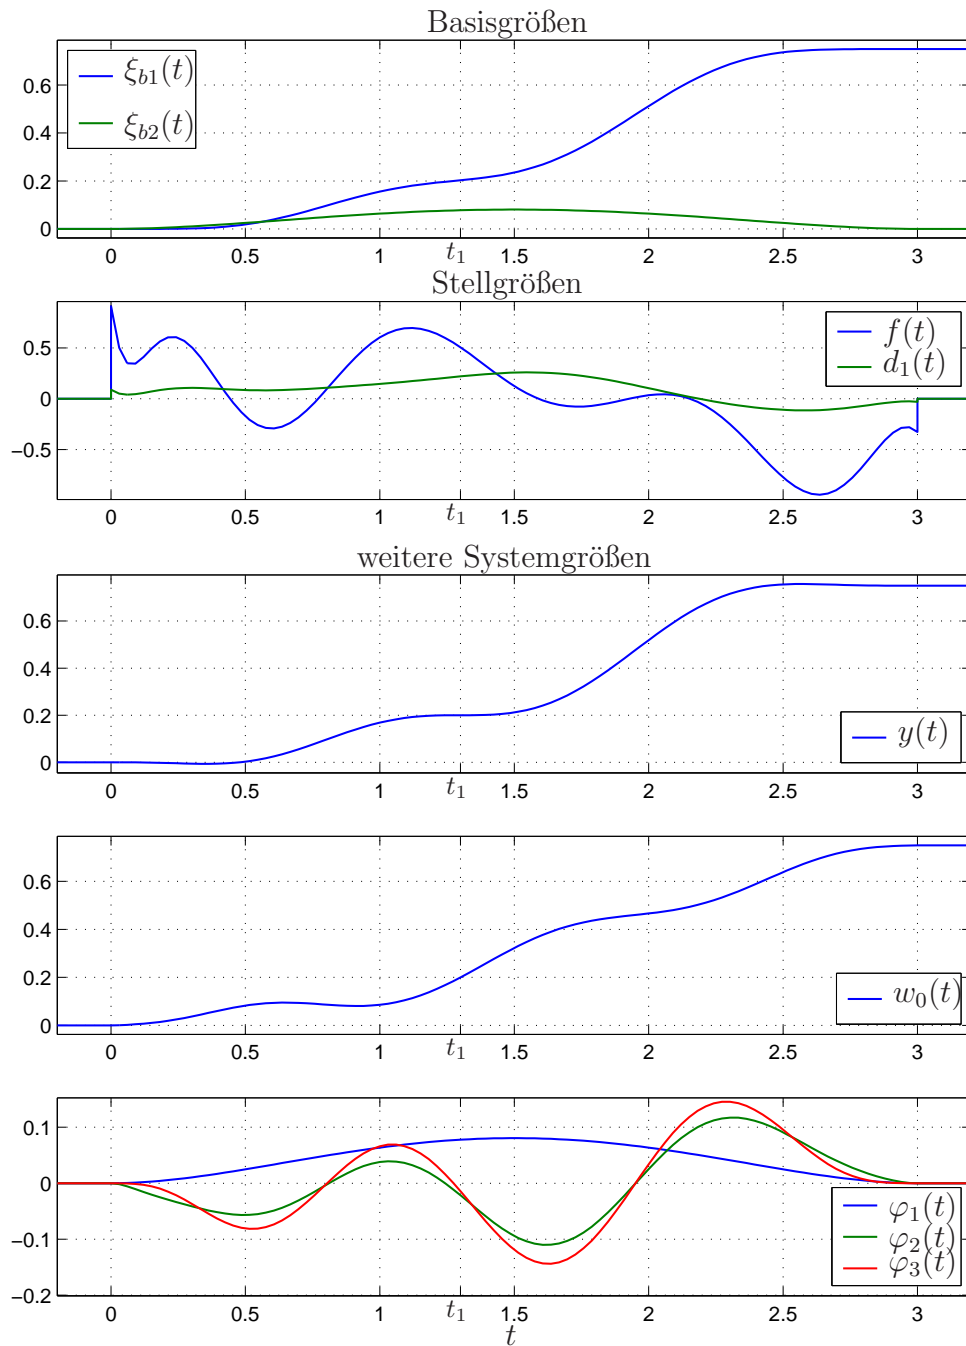 Basisgrößen
ξb1(t)
ξb2(t)
0.6
0.4
0.2
0
0 0.5 1 t1 1.5 2 2.5 3
Stellgrößen
f(t)
d1(t)
0.5
0
−0.5
0 0.5 1 t1 1.5 2 2.5 3
weitere Systemgrößen
0.6
0.4
0.2
0
y(t)
0 0.5 1 t1 1.5 2 2.5 3
0.6
0.4
0.2
0
w0(t)
0 0.5 1 t1 1.5 2 2.5 3
0.1
0
−0.1
−0.2
φ1(t)
φ2(t)
φ3(t)
0 0.5 1 t1 1.5 2 2.5 3
t